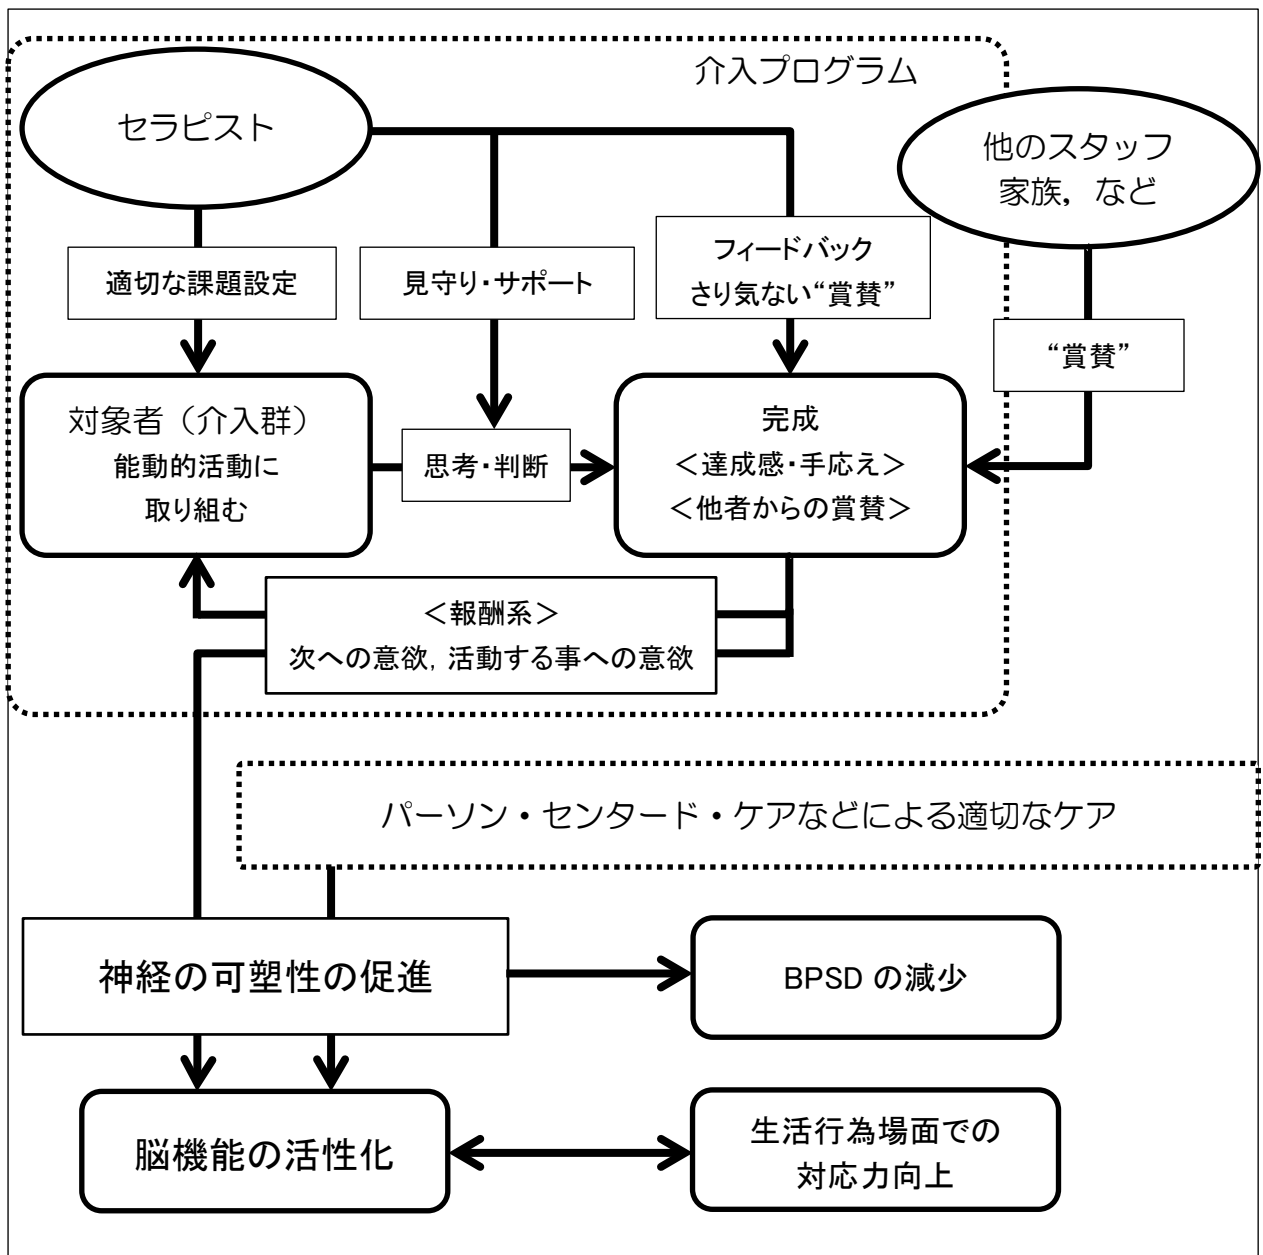 介入プログラム
セラピスト
他のスタッフ
家族，など
適切な課題設定
見守り・サポート
フィードバック
さり気ない“賞賛”
“賞賛”
対象者（介入群）
能動的活動に
取り組む
思考・判断
完成
＜達成感・手応え＞
＜他者からの賞賛＞
＜報酬系＞
次への意欲，活動する事への意欲
パーソン・センタード・ケアなどによる適切なケア
神経の可塑性の促進
BPSD の減少
脳機能の活性化
生活行為場面での
対応力向上